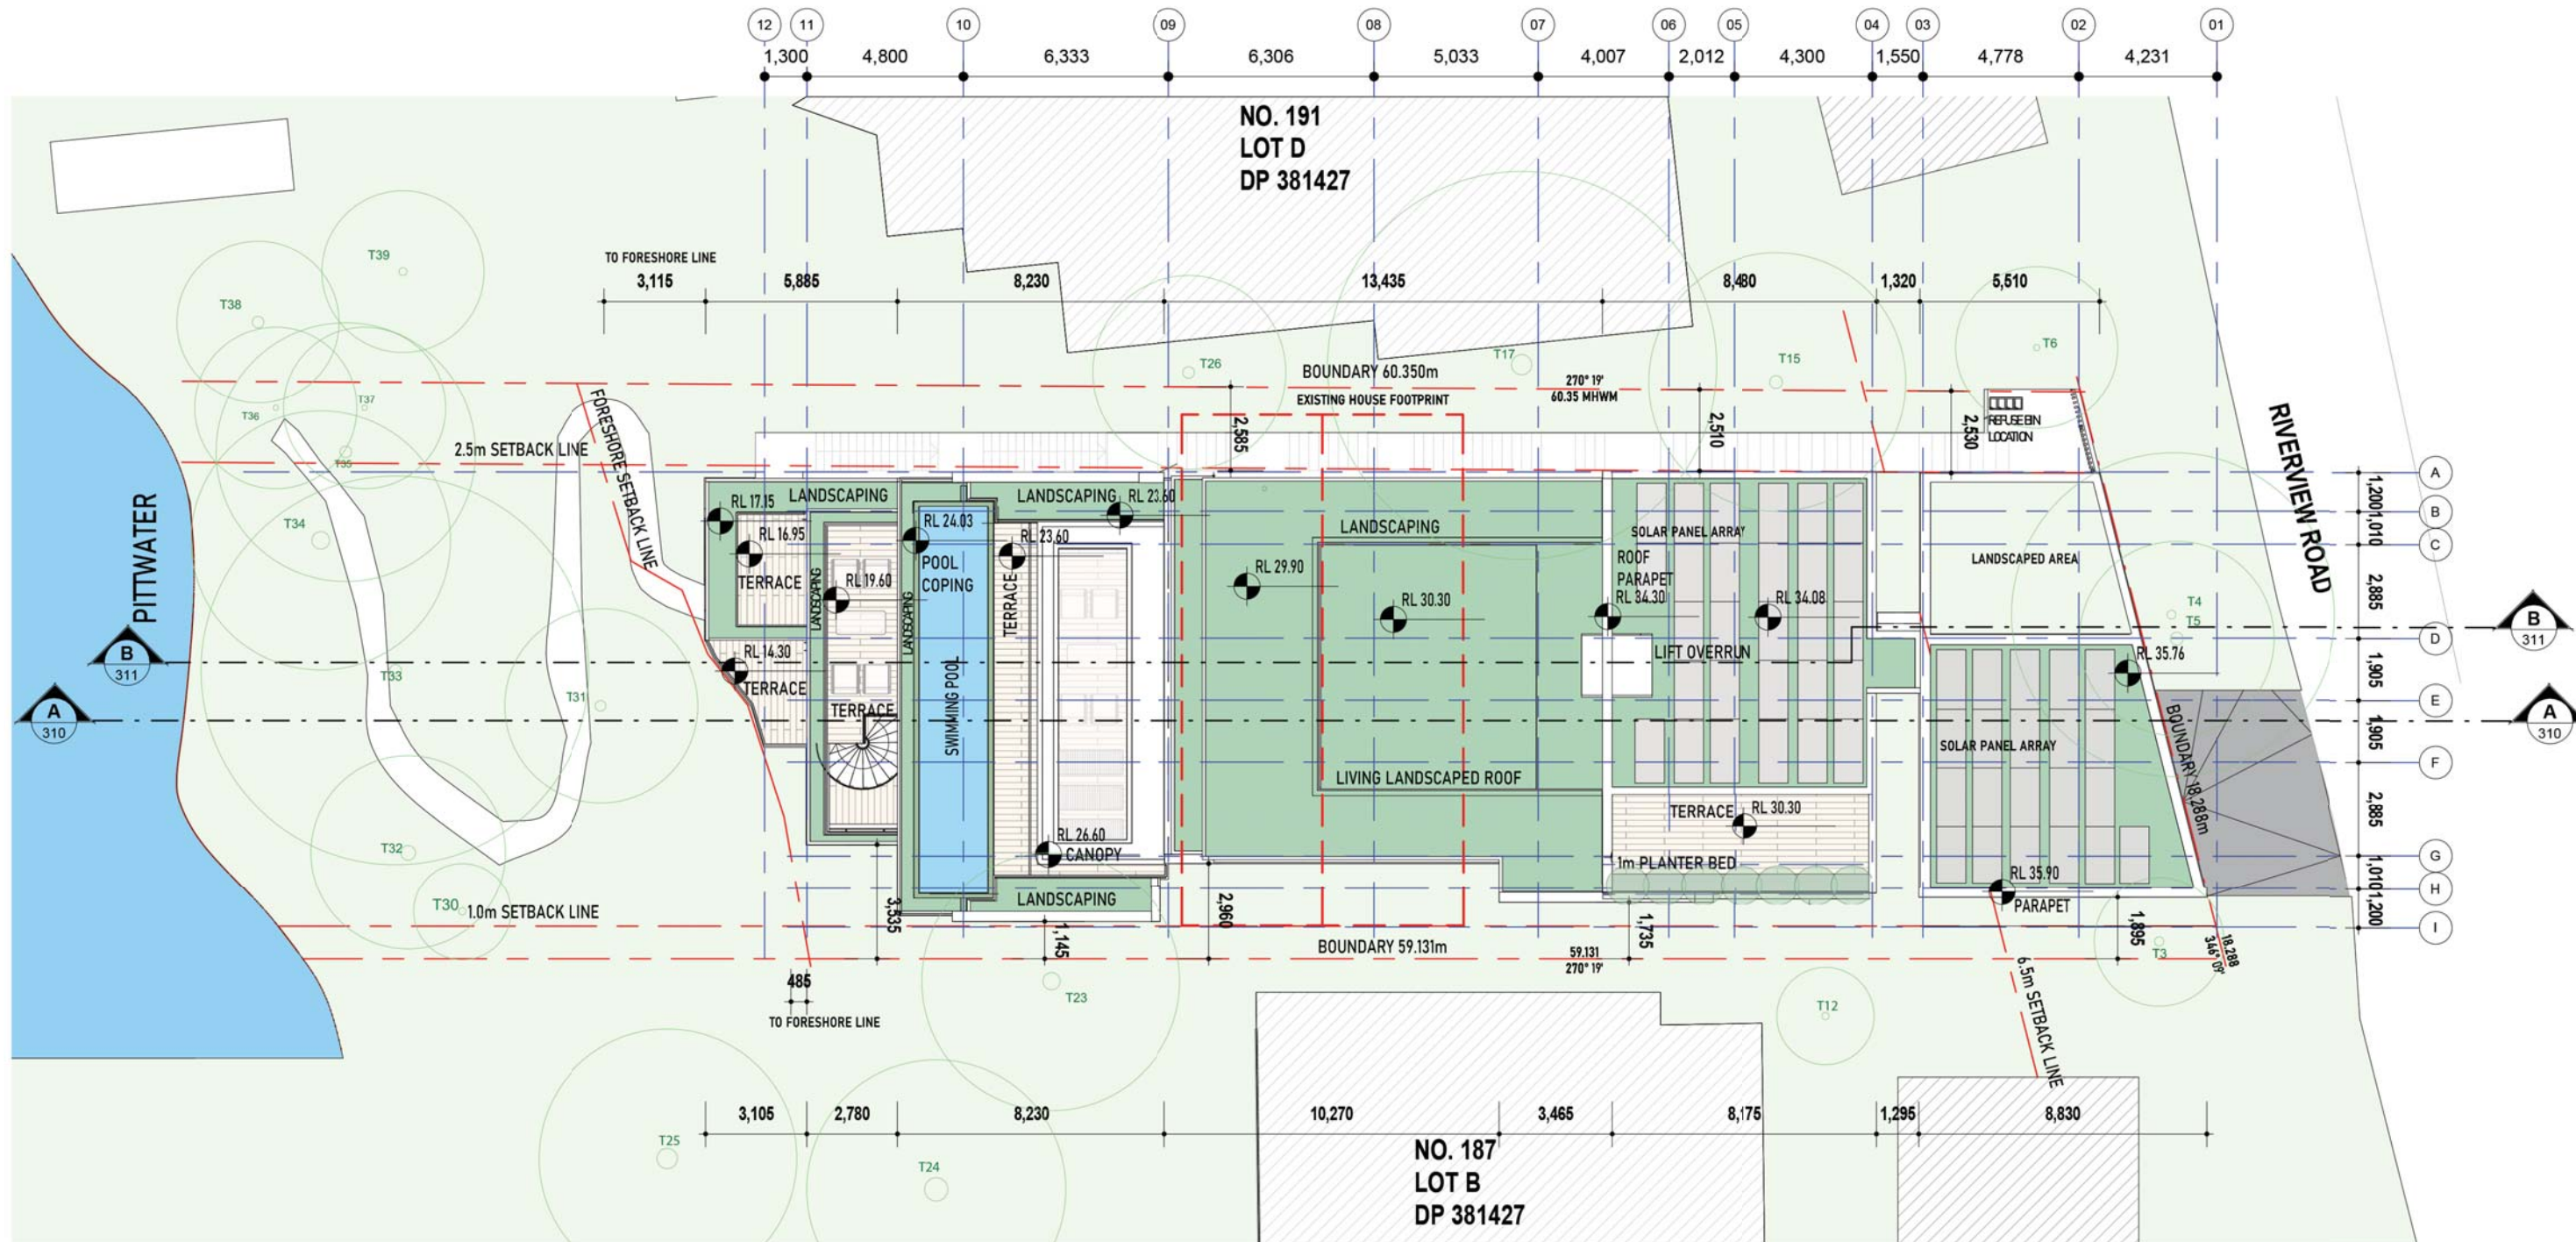 12 11 10 09 08 07 06 05 04 03 02 01
1,300 4,800 6,333 6,306 5,033 4,007 2,012 4,300 1,550 4,778 4,231
NO. 191
LOT D
DP 381427
TO FORESHORE LINE
3,115 5,885 8,230 13,435 8,480 1,320 5,510
T39
T38
T36
T37
T35
T34
T33
T32
T31
T30
T26
T17
T15
T6
T4
T5
T3
T12
T23
T24
T25
BOUNDARY 60.350m
270° 19'
60.35 MHWM
EXISTING HOUSE FOOTPRINT
2,585
2,510
2,530
REFUSE BIN
LOCATION
RIVERVIEW ROAD
PITTWATER
2.5m SETBACK LINE
FORESHORE SETBACK LINE
A
B
C
D
E
F
G
H
I
1,200
1,010
2,885
1,905
1,905
2,885
1,010
1,200
RL 17.15
LANDSCAPING
RL 16.95
TERRACE
LANDSCAPING
RL 19.60
RL 14.30
TERRACE
TERRACE
LANDSCAPING
RL 24.03
POOL
COPING
SWIMMING POOL
LANDSCAPING
RL 23.60
RL 23.60
TERRACE
RL 26.60
CANOPY
LANDSCAPING
RL 29.90
LANDSCAPING
RL 30.30
LIVING LANDSCAPED ROOF
SOLAR PANEL ARRAY
ROOF
PARAPET
RL 34.30
RL 34.08
LIFT OVERRUN
TERRACE
RL 30.30
1m PLANTER BED
LANDSCAPED AREA
RL 35.76
SOLAR PANEL ARRAY
BOUNDARY 18.288m
RL 35.90
PARAPET
B
311
A
310
B
311
A
310
1.0m SETBACK LINE
3,535
1,145
2,960
1,735
1,895
BOUNDARY 59.131m
59.131
270° 19'
18.288
346° 09'
6.5m SETBACK LINE
485
TO FORESHORE LINE
3,105 2,780 8,230 10,270 3,465 8,175 1,295 8,830
NO. 187
LOT B
DP 381427